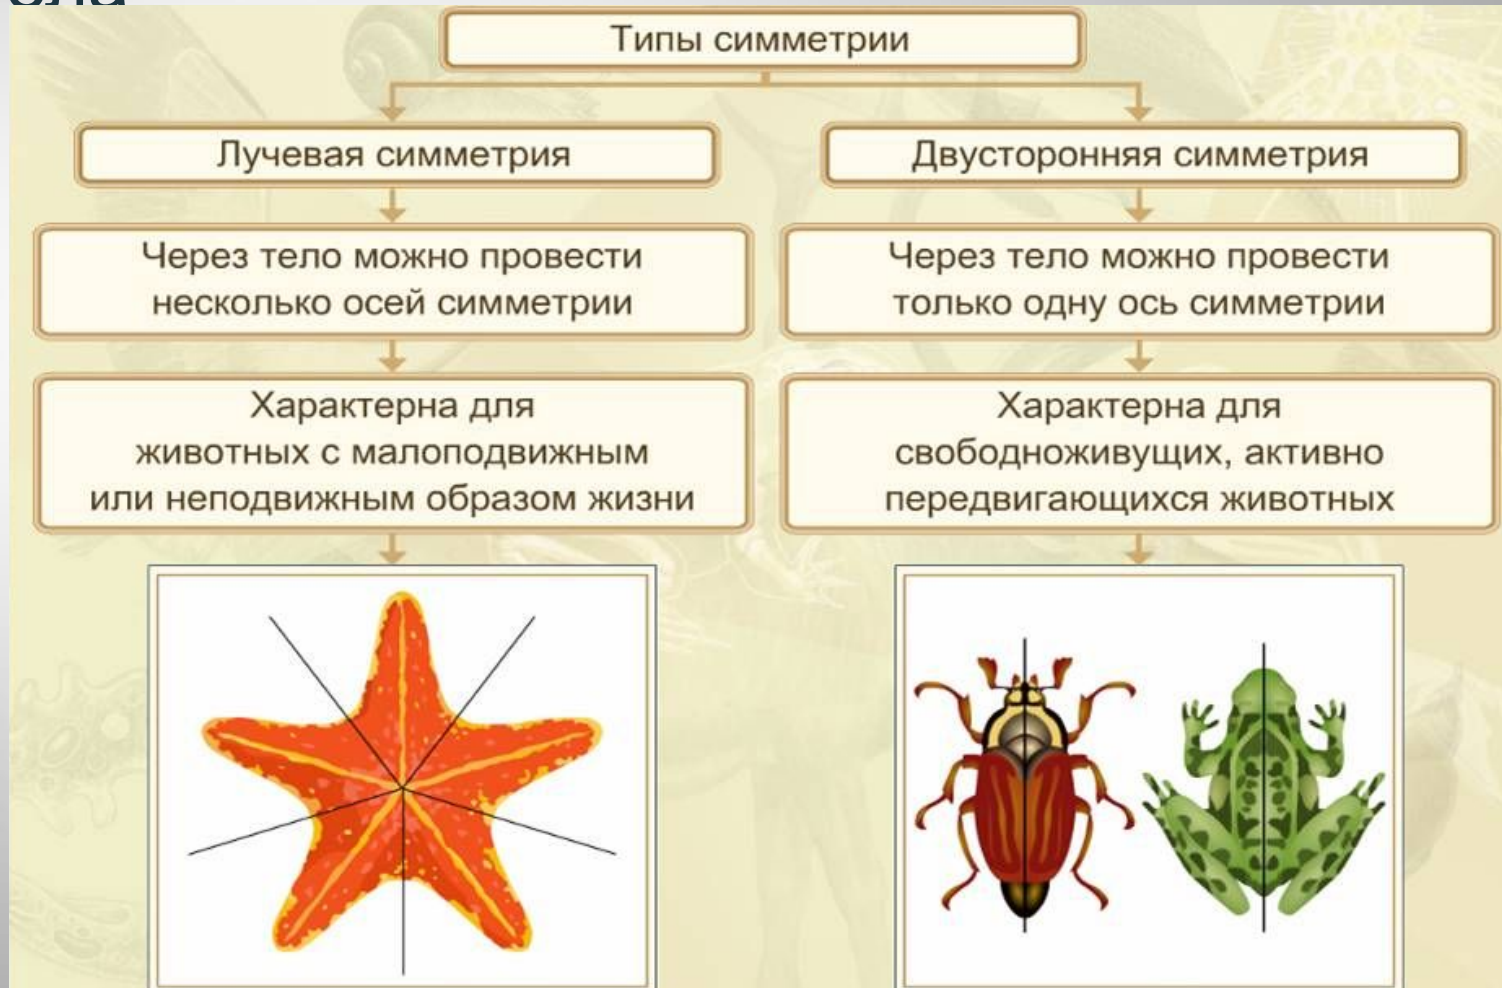 Типы симметрии
Лучевая симметрия
Двусторонняя симметрия
Через тело можно провести
несколько осей симметрии
Через тело можно провести
только одну ось симметрии
Характерна для
животных с малоподвижным
или неподвижным образом жизни
Характерна для
свободноживущих, активно
передвигающихся животных